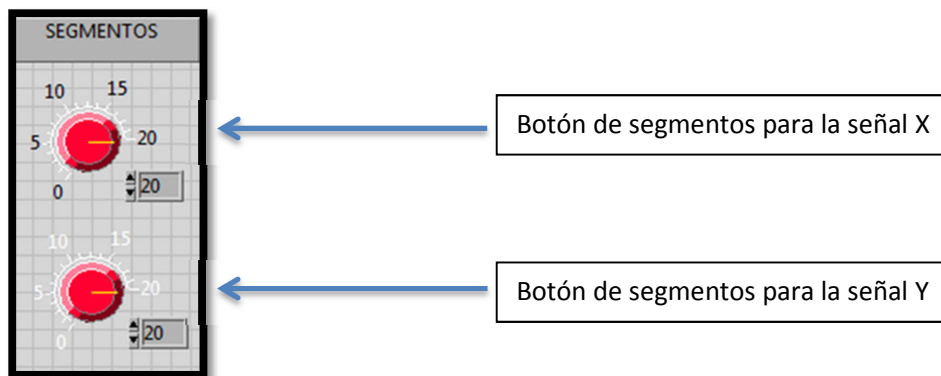 SEGMENTOS
10 15
5 20
0 20
Botón de segmentos para la señal X
10 15
5 20
0 20
Botón de segmentos para la señal Y